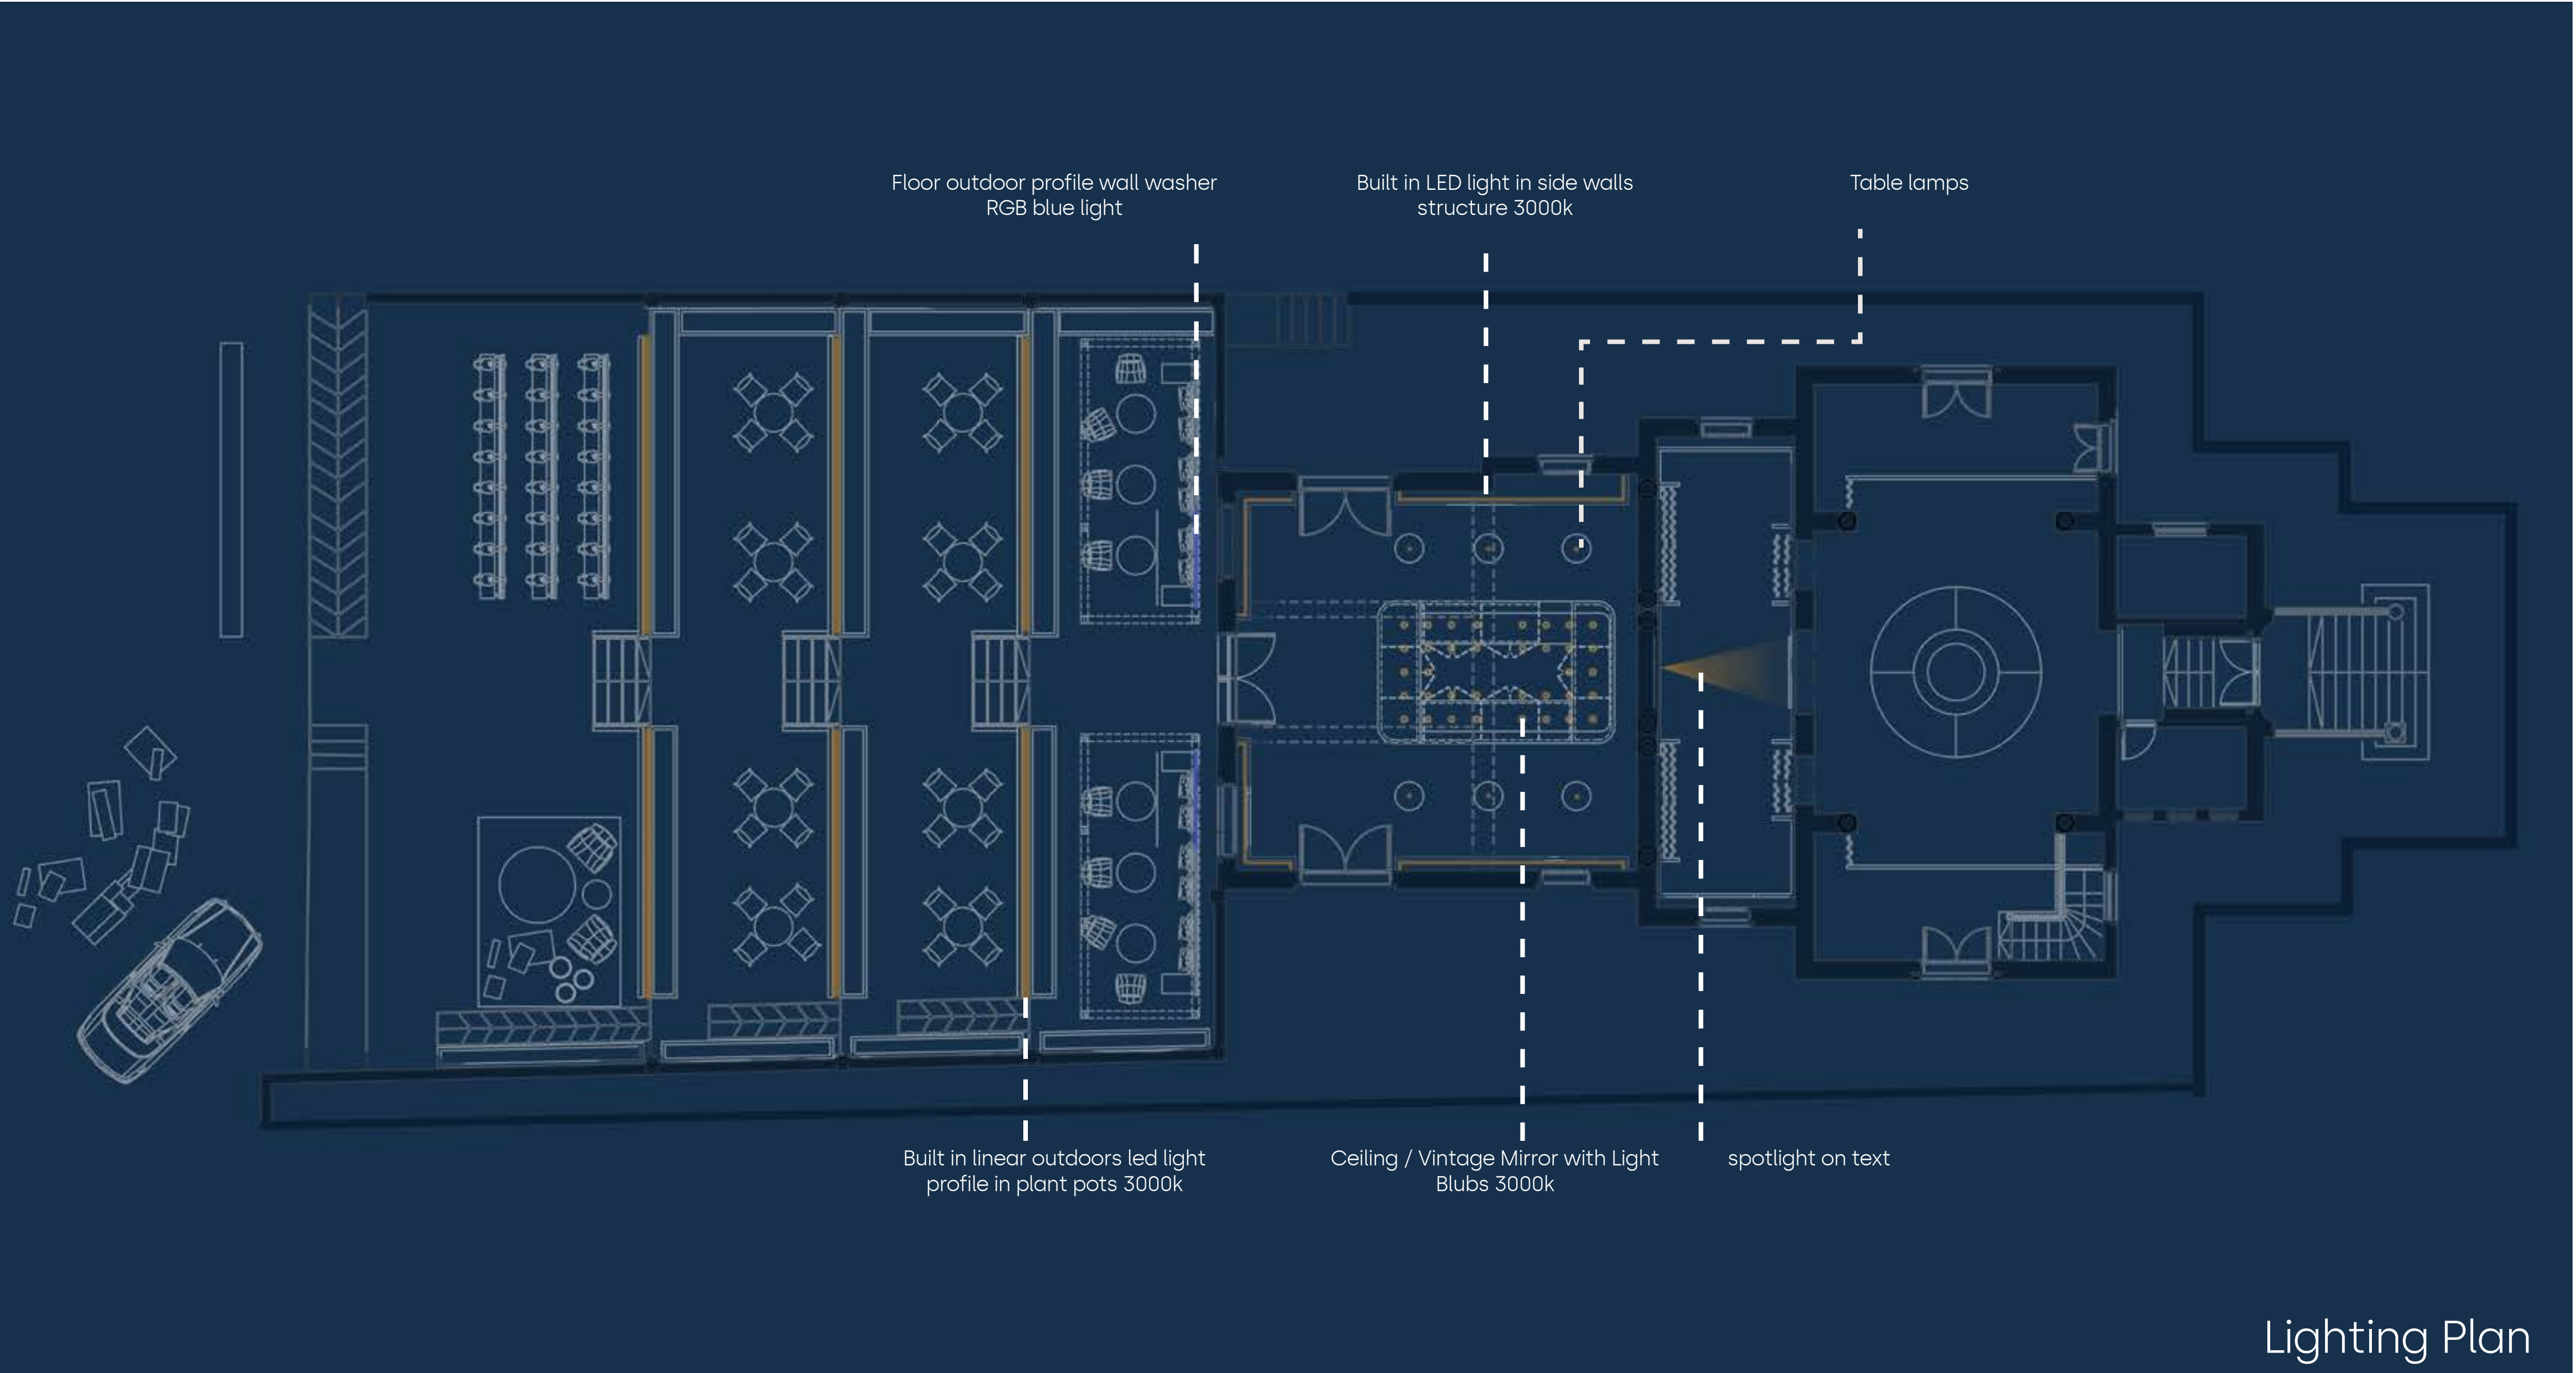 Floor outdoor profile wall washer
RGB blue light
Built in LED light in side walls
structure 3000k
Table lamps
Built in linear outdoors led light
profile in plant pots 3000k
Ceiling / Vintage Mirror with Light
Blubs 3000k
spotlight on text
Lighting Plan